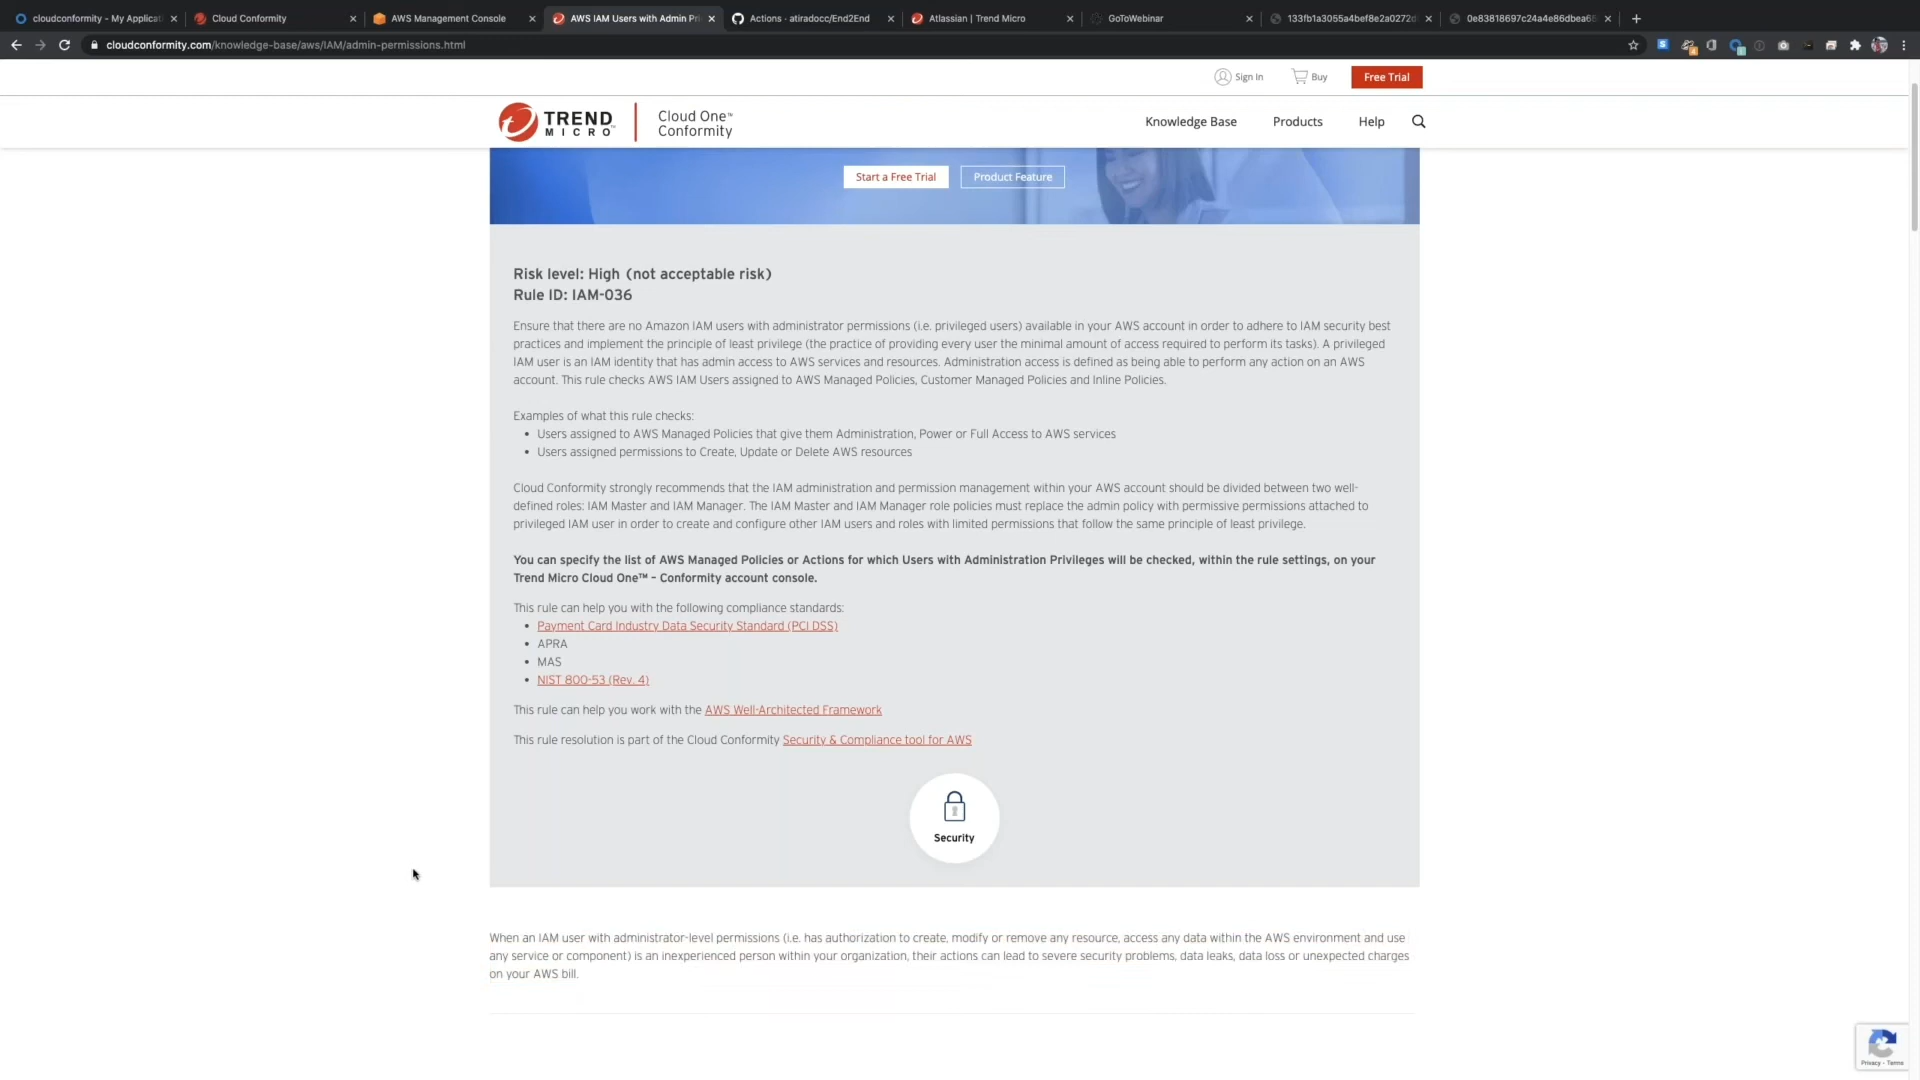 cloudconformity - My Applicat
Cloud Conformity
AWS Management Console
AWS IAM Users with Admin Pri
Actions · atiradocc/End2End
Atlassian | Trend Micro
GoToWebinar
133fb1a3055a4bef8e2a0272d
0e83818697c24a4e86dbea65
cloudconformity.com/knowledge-base/aws/IAM/admin-permissions.html
Sign In
Buy
Free Trial
TREND MICRO™
Cloud One™
Conformity
Knowledge Base
Products
Help
Start a Free Trial
Product Feature
Risk level: High (not acceptable risk)
Rule ID: IAM-036
Ensure that there are no Amazon IAM users with administrator permissions (i.e. privileged users) available in your AWS account in order to adhere to IAM security best
practices and implement the principle of least privilege (the practice of providing every user the minimal amount of access required to perform its tasks). A privileged
IAM user is an IAM identity that has admin access to AWS services and resources. Administration access is defined as being able to perform any action on an AWS
account. This rule checks AWS IAM Users assigned to AWS Managed Policies, Customer Managed Policies and Inline Policies.
Examples of what this rule checks:
• Users assigned to AWS Managed Policies that give them Administration, Power or Full Access to AWS services
• Users assigned permissions to Create, Update or Delete AWS resources
Cloud Conformity strongly recommends that the IAM administration and permission management within your AWS account should be divided between two well-
defined roles: IAM Master and IAM Manager. The IAM Master and IAM Manager role policies must replace the admin policy with permissive permissions attached to
privileged IAM user in order to create and configure other IAM users and roles with limited permissions that follow the same principle of least privilege.
You can specify the list of AWS Managed Policies or Actions for which Users with Administration Privileges will be checked, within the rule settings, on your
Trend Micro Cloud One™ – Conformity account console.
This rule can help you with the following compliance standards:
• Payment Card Industry Data Security Standard (PCI DSS)
• APRA
• MAS
• NIST 800-53 (Rev. 4)
This rule can help you work with the AWS Well-Architected Framework
This rule resolution is part of the Cloud Conformity Security & Compliance tool for AWS
Security
When an IAM user with administrator-level permissions (i.e. has authorization to create, modify or remove any resource, access any data within the AWS environment and use
any service or component) is an inexperienced person within your organization, their actions can lead to severe security problems, data leaks, data loss or unexpected charges
on your AWS bill.
Privacy - Terms